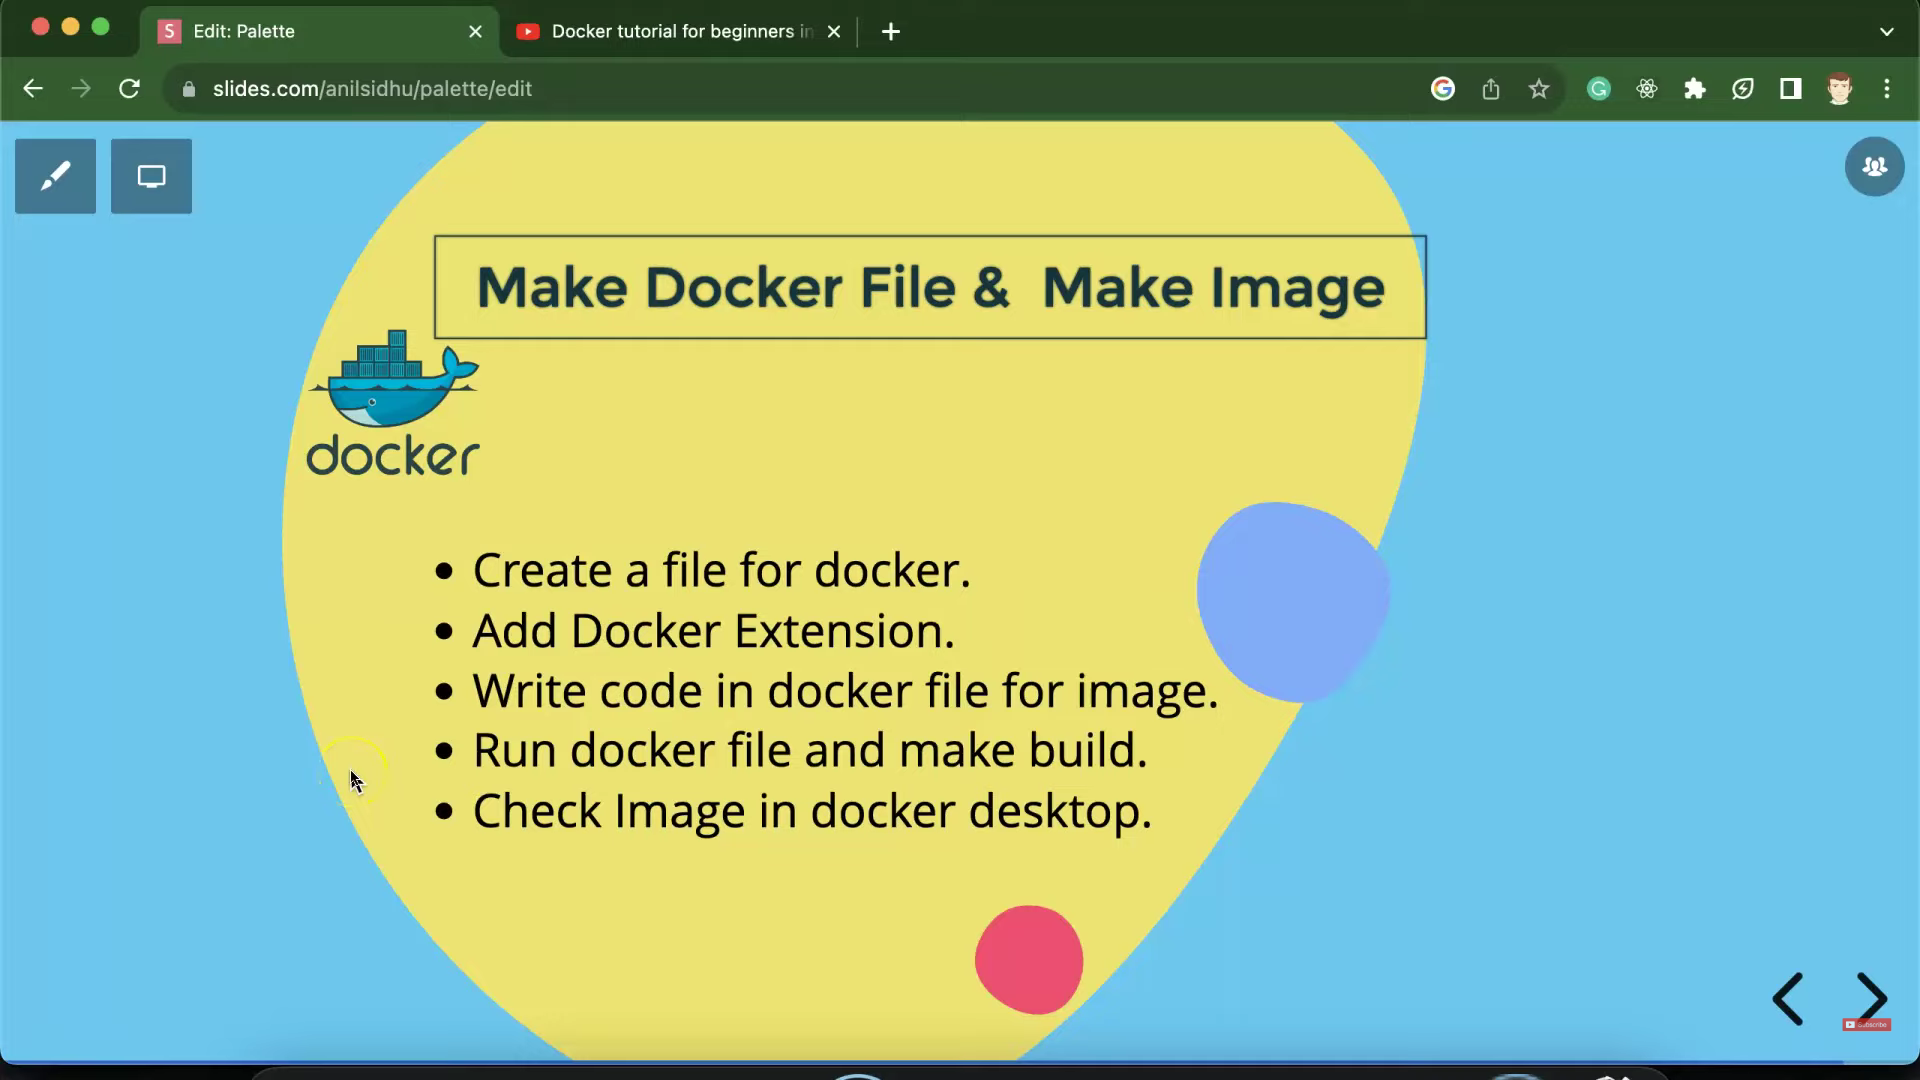 S Edit: Palette
Docker tutorial for beginners in
slides.com/anilsidhu/palette/edit
Make Docker File & Make Image
docker
Create a file for docker.
Add Docker Extension.
Write code in docker file for image.
Run docker file and make build.
Check Image in docker desktop.
Subscribe